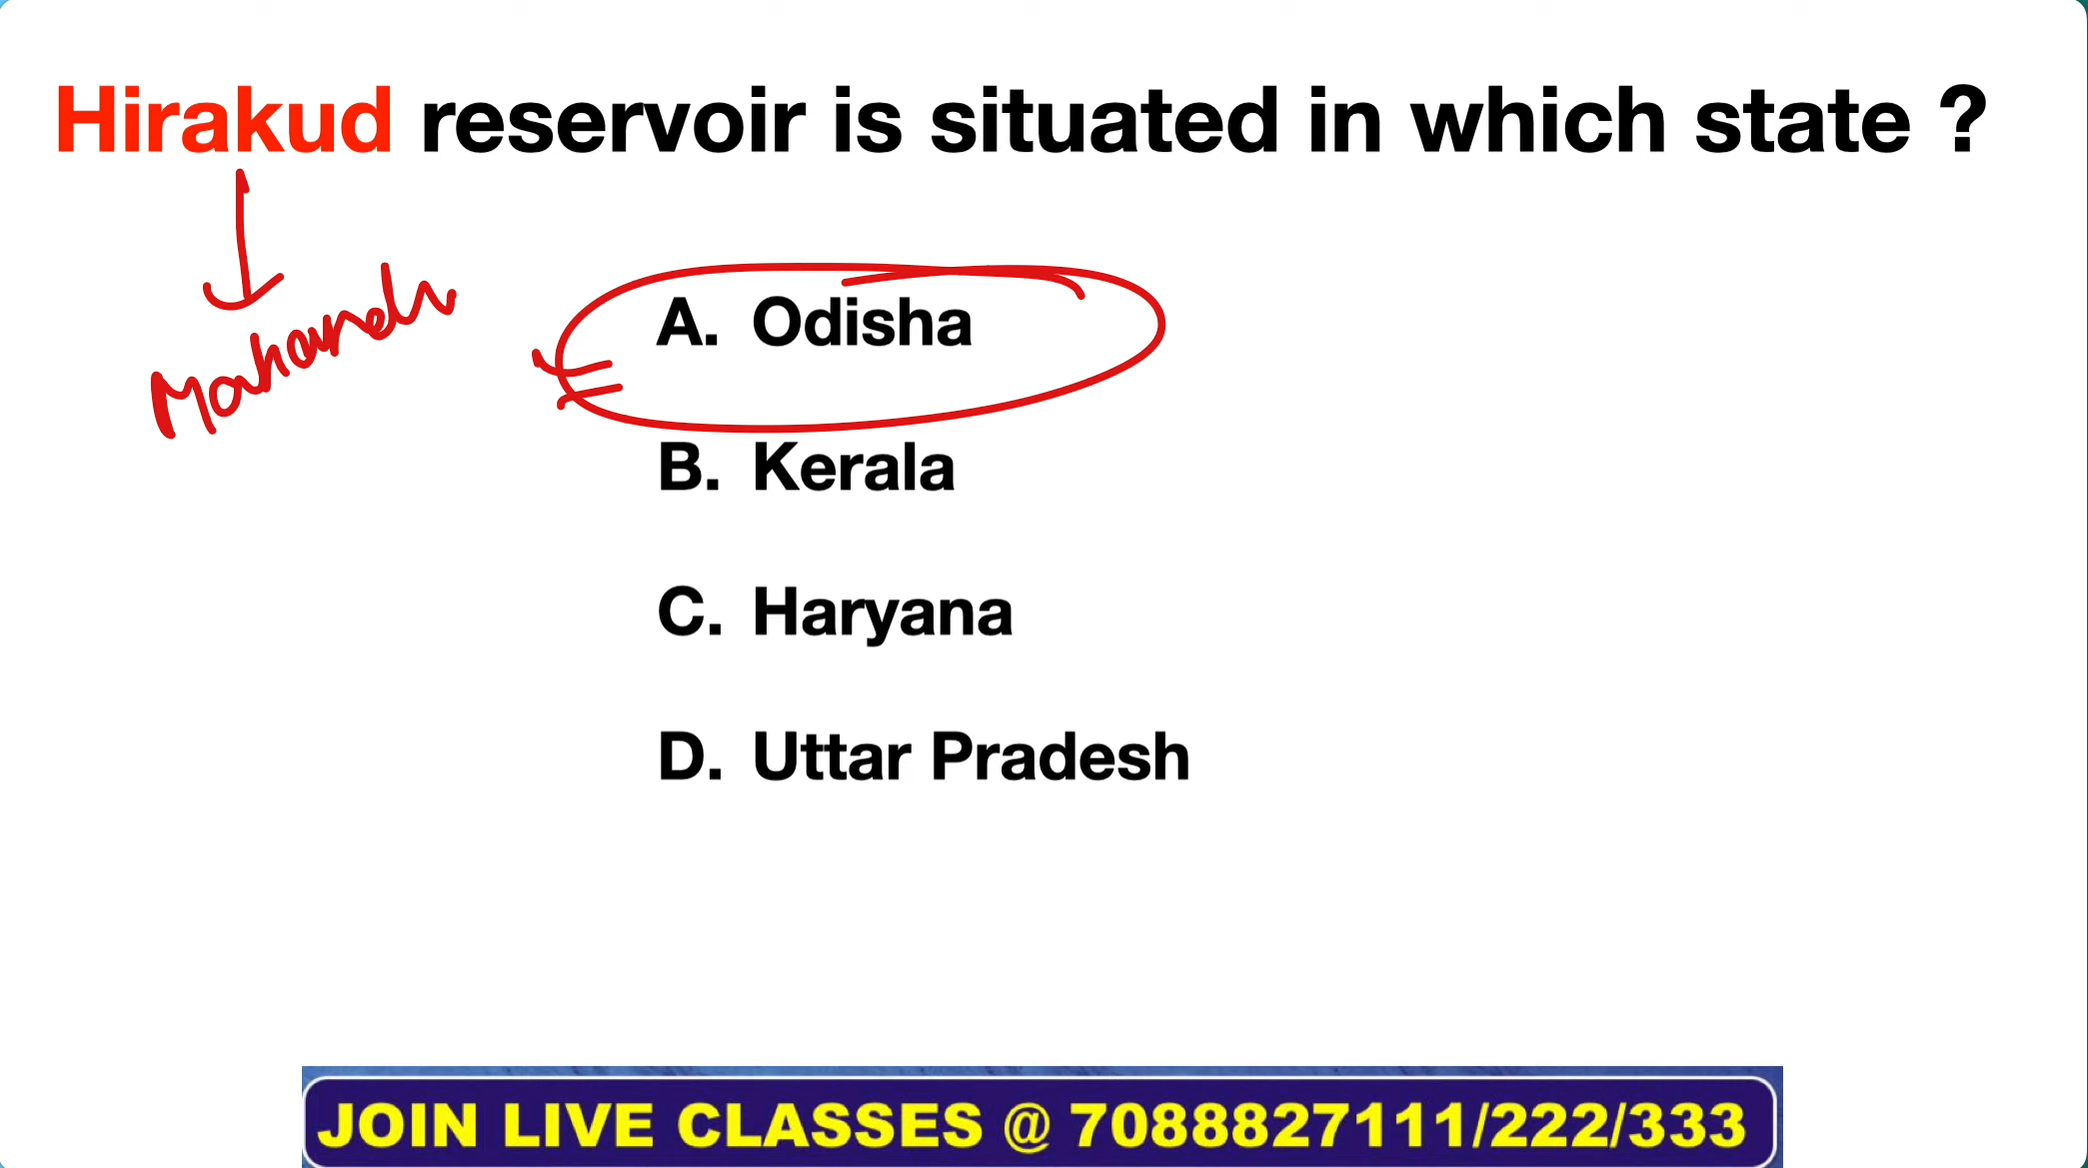 Hirakud reservoir is situated in which state ?
Mahanadi
A. Odisha
B. Kerala
C. Haryana
D. Uttar Pradesh
JOIN LIVE CLASSES @ 7088827111/222/333